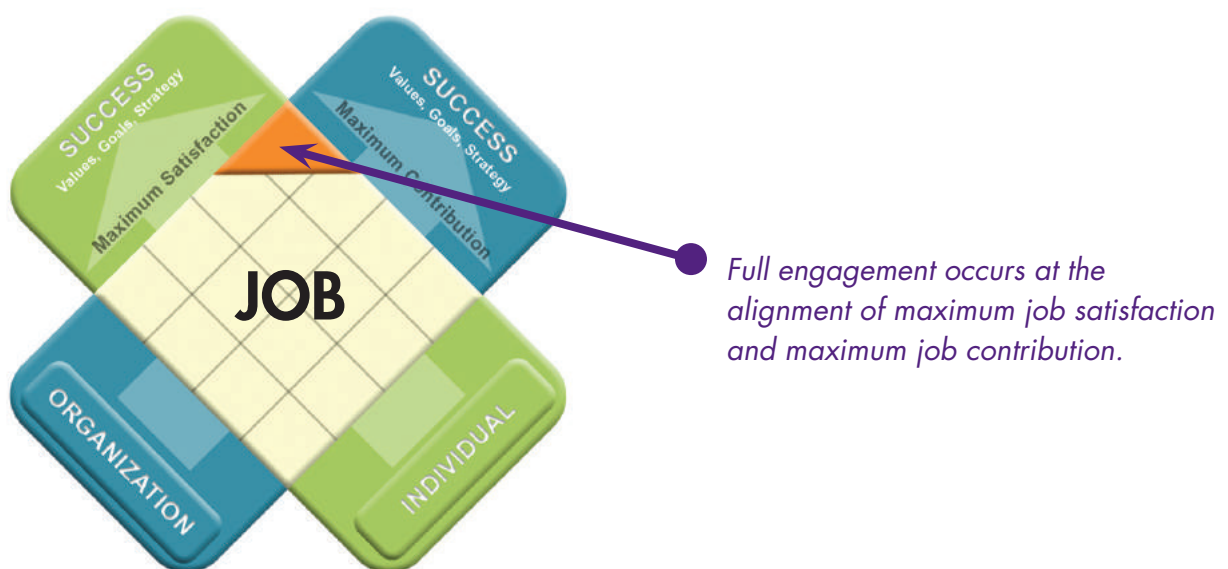 SUCCESS
Values, Goals, Strategy
Maximum Satisfaction
SUCCESS
Values, Goals, Strategy
Maximum Contribution
JOB
ORGANIZATION
INDIVIDUAL
Full engagement occurs at the
alignment of maximum job satisfaction
and maximum job contribution.